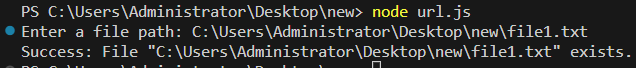 PS C:\Users\Administrator\Desktop\new> node url.js
Enter a file path: C:\Users\Administrator\Desktop\new\file1.txt
Success: File "C:\Users\Administrator\Desktop\new\file1.txt" exists.